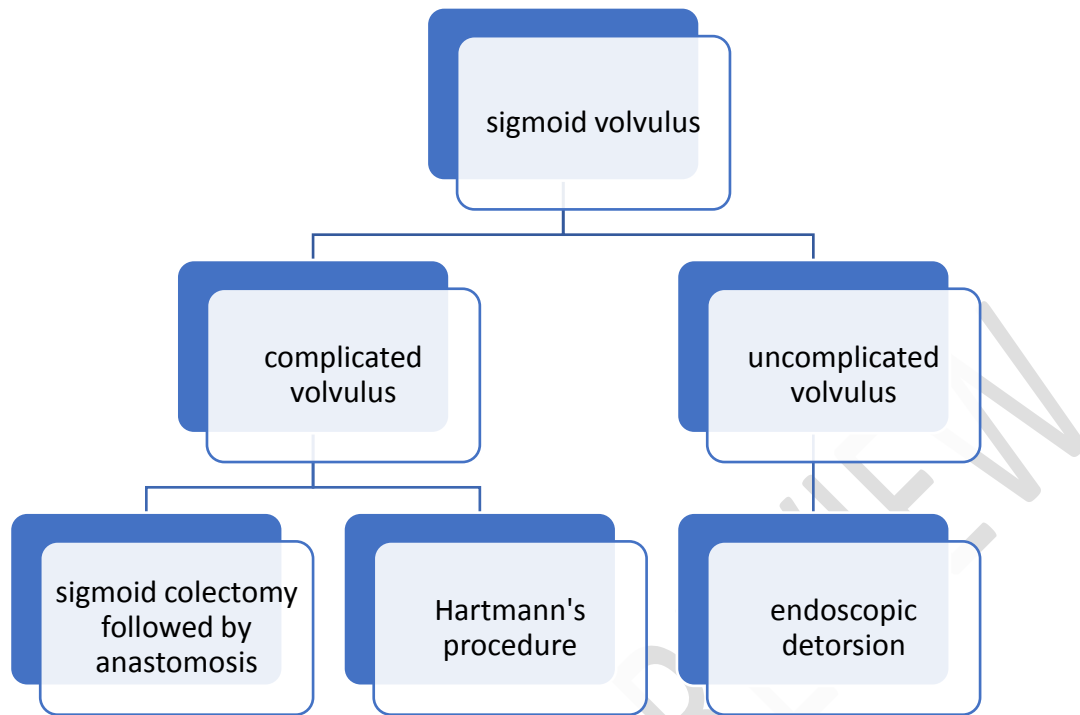 sigmoid volvulus
complicated
volvulus
uncomplicated
volvulus
sigmoid colectomy
followed by
anastomosis
Hartmann's
procedure
endoscopic
detorsion